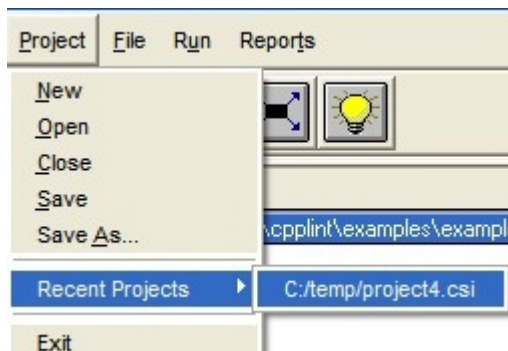 Project File Run Reports
New
Open
Close
Save
Save As...
\cpplint\examples\exampl
Recent Projects C:/temp/project4.csi
Exit